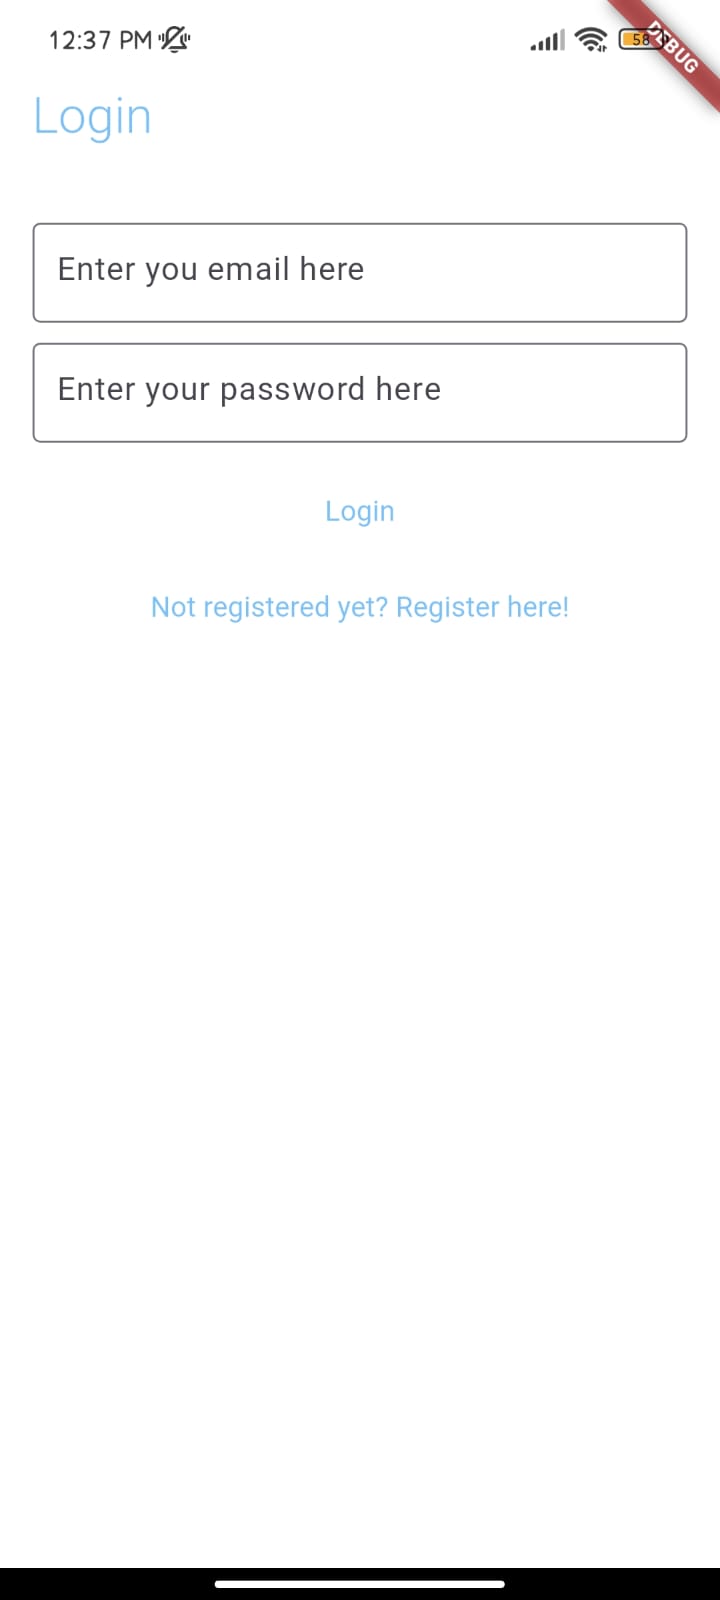 12:37 PM
58
DEBUG
Login
Enter you email here
Enter your password here
Login
Not registered yet? Register here!